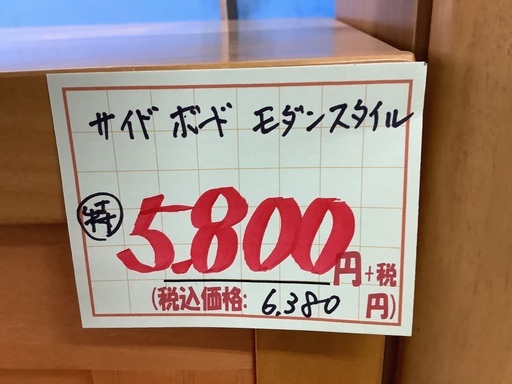 サイドボード モダンスタイル
特 5.800円+税
(税込価格: 6.380 円)